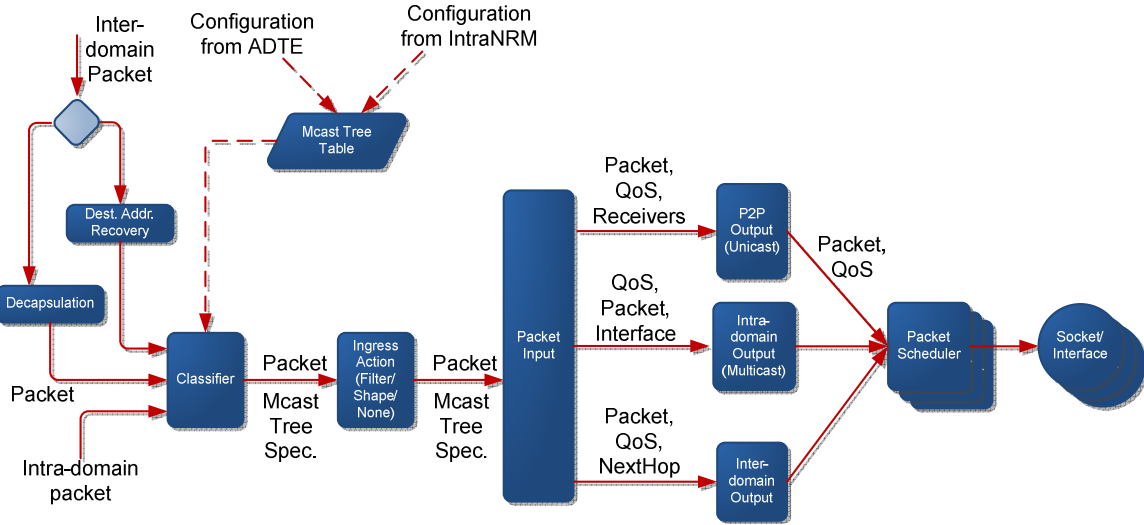 Inter-
domain
Packet
Configuration
from ADTE
Configuration
from IntraNRM
Mcast Tree
Table
Dest. Addr.
Recovery
Decapsulation
Packet
Intra-domain
packet
Classifier
Packet
Mcast
Tree
Spec.
Ingress
Action
(Filter/
Shape/
None)
Packet
Mcast
Tree
Spec.
Packet
Input
Packet,
QoS,
Receivers
QoS,
Packet,
Interface
Packet,
QoS,
NextHop
P2P
Output
(Unicast)
Intra-
domain
Output
(Multicast)
Inter-
domain
Output
Packet,
QoS
Packet
Scheduler
Socket/
Interface